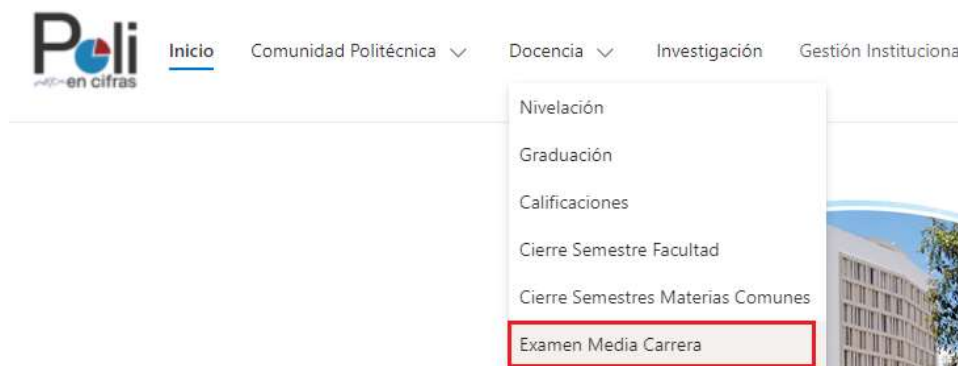 Poli
en cifras
Inicio Comunidad Politécnica Docencia Investigación Gestión Instituciona
Nivelación
Graduación
Calificaciones
Cierre Semestre Facultad
Cierre Semestres Materias Comunes
Examen Media Carrera